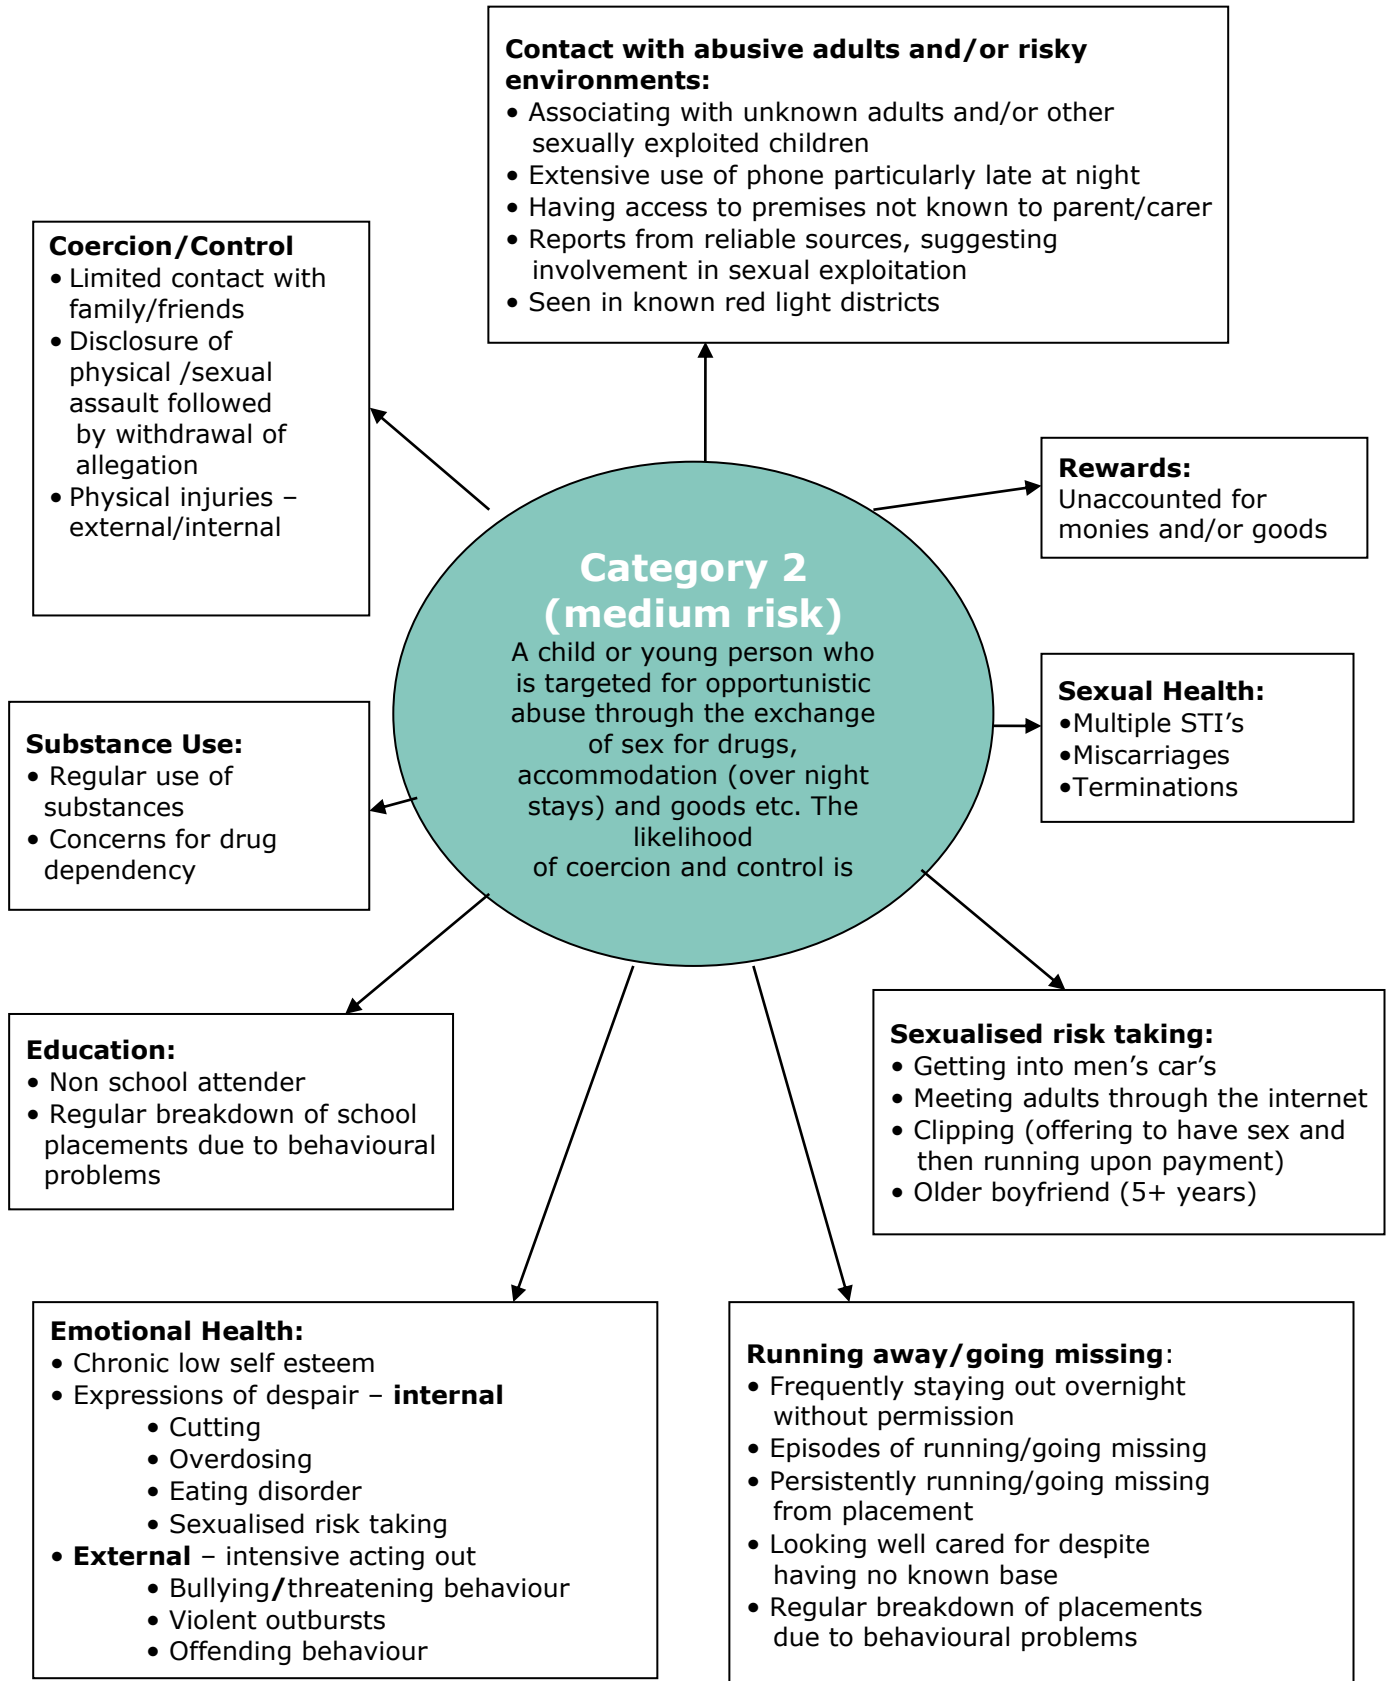 Contact with abusive adults and/or risky
environments:
• Associating with unknown adults and/or other
sexually exploited children
• Extensive use of phone particularly late at night
• Having access to premises not known to parent/carer
• Reports from reliable sources, suggesting
involvement in sexual exploitation
• Seen in known red light districts
Coercion/Control
• Limited contact with
family/friends
• Disclosure of
physical /sexual
assault followed
by withdrawal of
allegation
• Physical injuries –
external/internal
Rewards:
Unaccounted for
monies and/or goods
Category 2
(medium risk)
A child or young person who
is targeted for opportunistic
abuse through the exchange
of sex for drugs,
accommodation (over night
stays) and goods etc. The
likelihood
of coercion and control is
Sexual Health:
•Multiple STI's
•Miscarriages
•Terminations
Substance Use:
• Regular use of
substances
• Concerns for drug
dependency
Education:
• Non school attender
• Regular breakdown of school
placements due to behavioural
problems
Sexualised risk taking:
• Getting into men’s car’s
• Meeting adults through the internet
• Clipping (offering to have sex and
then running upon payment)
• Older boyfriend (5+ years)
Emotional Health:
• Chronic low self esteem
• Expressions of despair – internal
• Cutting
• Overdosing
• Eating disorder
• Sexualised risk taking
• External – intensive acting out
• Bullying/threatening behaviour
• Violent outbursts
• Offending behaviour
Running away/going missing:
• Frequently staying out overnight
without permission
• Episodes of running/going missing
• Persistently running/going missing
from placement
• Looking well cared for despite
having no known base
• Regular breakdown of placements
due to behavioural problems